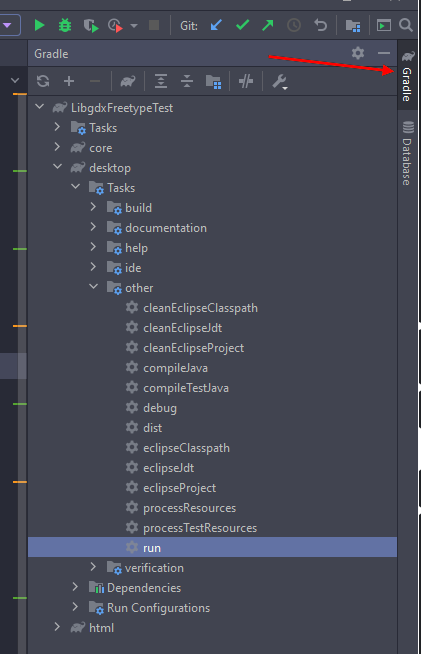 Git:
Gradle
LibgdxFreetypeTest
Tasks
core
desktop
Tasks
build
documentation
help
ide
other
cleanEclipseClasspath
cleanEclipseJdt
cleanEclipseProject
compileJava
compileTestJava
debug
dist
eclipseClasspath
eclipseJdt
eclipseProject
processResources
processTestResources
run
verification
Dependencies
Run Configurations
html
Gradle
Database